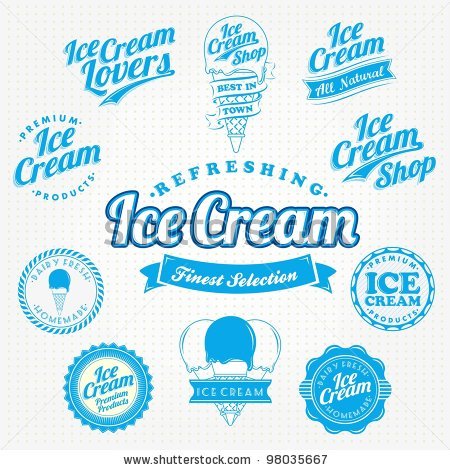 Ice Cream
Lovers
Ice
Cream
Shop
BEST IN
TOWN
Ice
Cream
All Natural
PREMIUM
Ice
Cream
PRODUCTS
Ice
Cream
Shop
REFRESHING
Ice Cream
Finest Selection
DAIRY FRESH
HOMEMADE
PREMIUM
ICE
CREAM
PRODUCTS
Ice
Cream
Premium
Products
ICE CREAM
DAIRY FRESH
Ice
Cream
HOMEMADE
shutterstock
www.shutterstock.com · 98035667